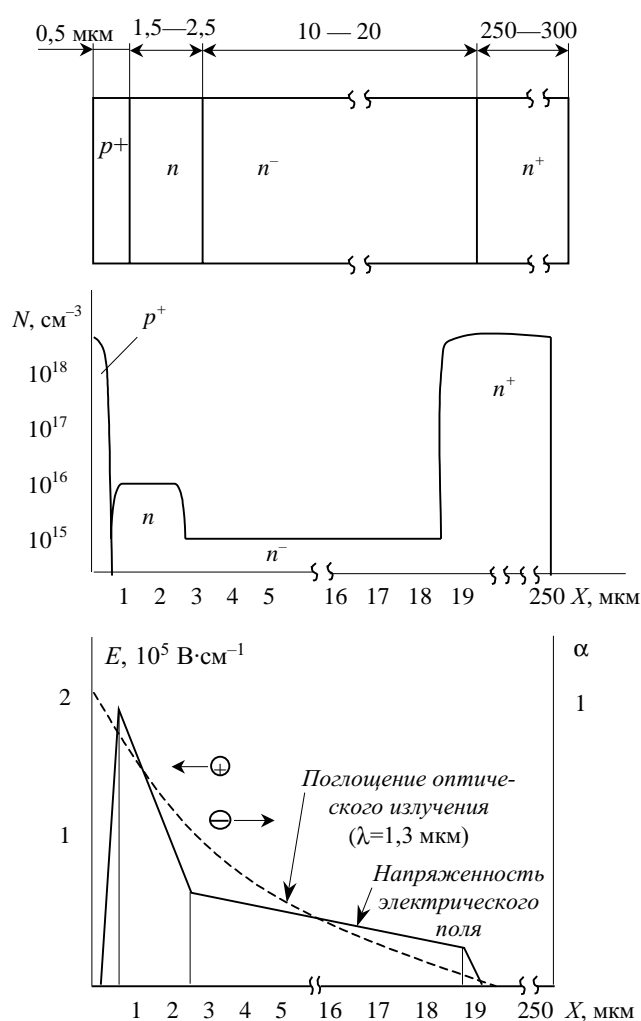 0,5 мкм 1,5—2,5 10 — 20 250—300
p+ n n⁻ n⁺
N, см⁻³ p⁺
10¹⁸ n⁺
10¹⁷
10¹⁶
n
10¹⁵
n⁻
1 2 3 4 5 16 17 18 19 250 X, мкм
E, 10⁵ В·см⁻¹ α
2 1
+
Поглощение оптиче-
ского излучения
(λ=1,3 мкм)
−
1
Напряженность
электрического
поля
1 2 3 4 5 16 17 18 19 250 X, мкм